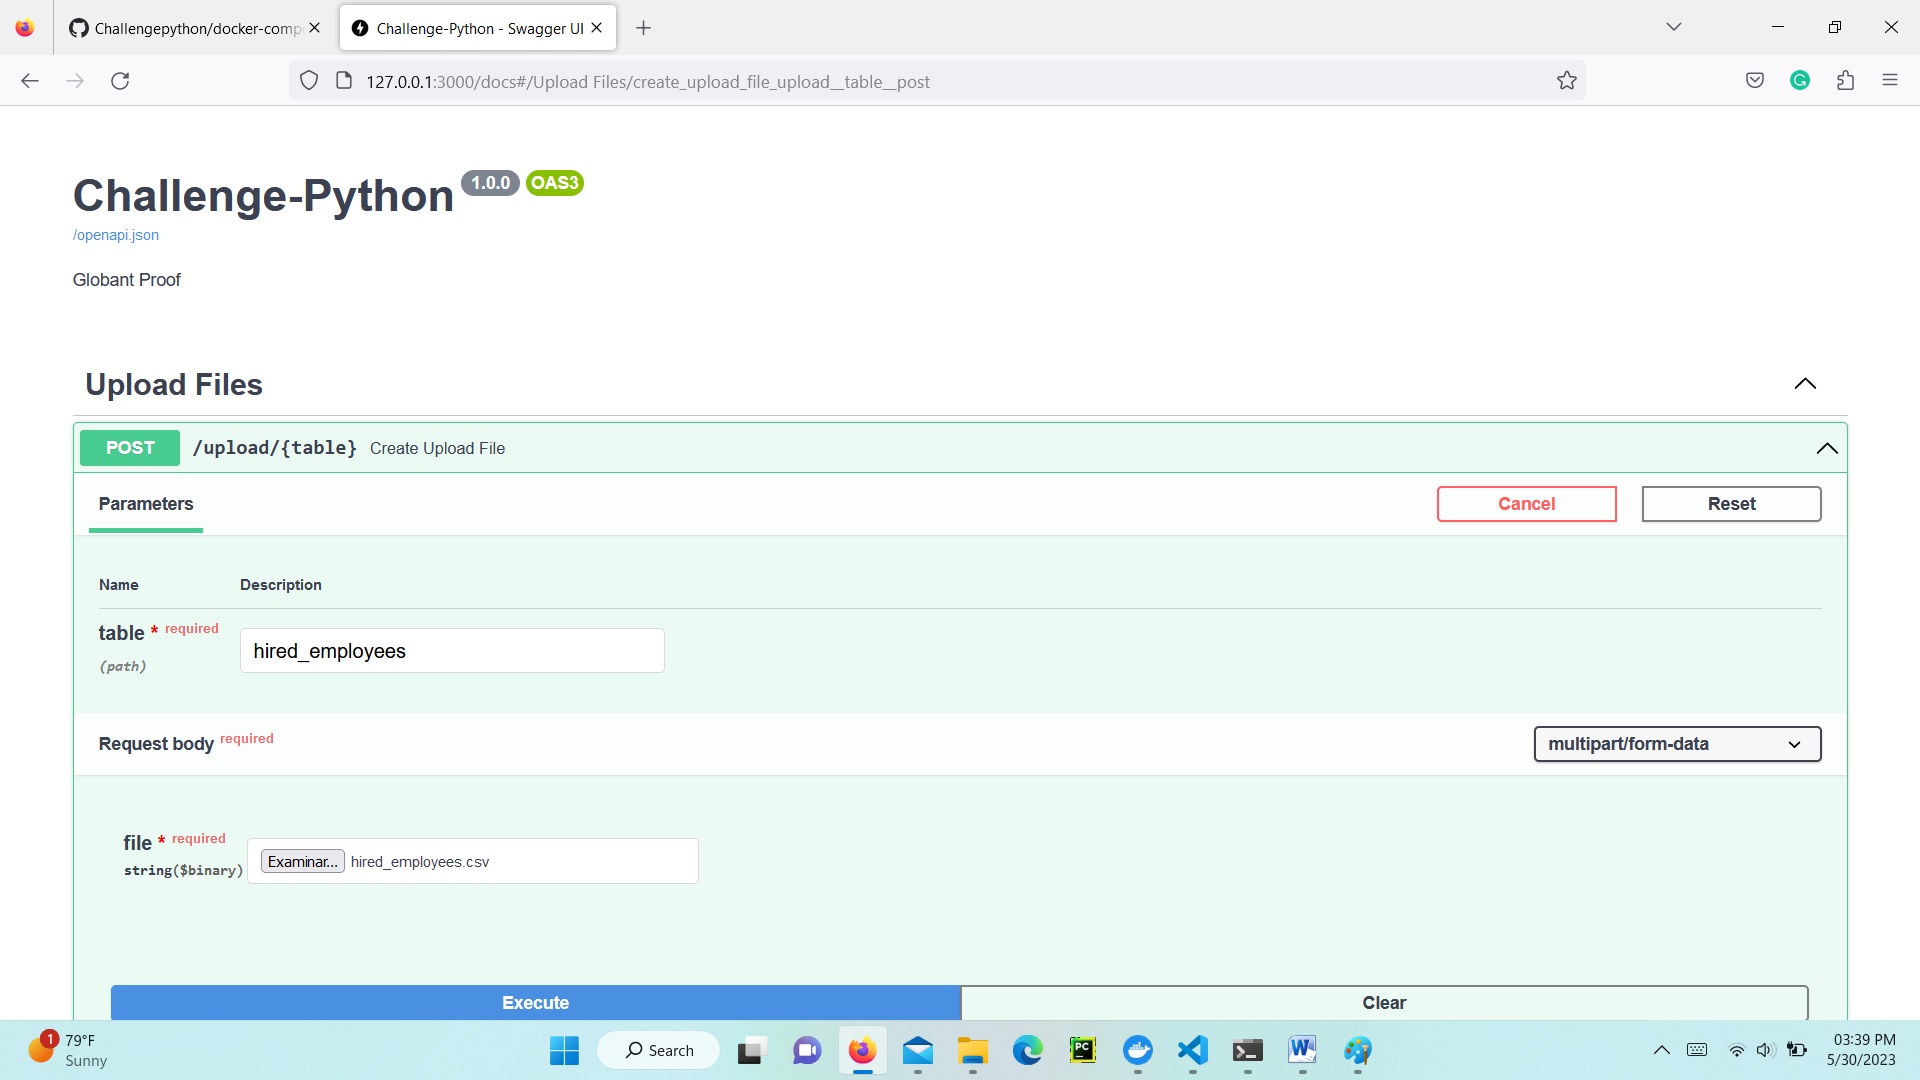 Challengepython/docker-comp
Challenge-Python - Swagger UI
127.0.0.1:3000/docs#/Upload Files/create_upload_file_upload__table__post
Challenge-Python 1.0.0 OAS3
/openapi.json
Globant Proof
Upload Files
POST /upload/{table} Create Upload File
Parameters Cancel Reset
Name Description
table * required
hired_employees
(path)
Request body required multipart/form-data
file * required
string($binary)
Examinar... hired_employees.csv
Execute Clear
1 79°F
Sunny
Search
PC
W
03:39 PM
5/30/2023